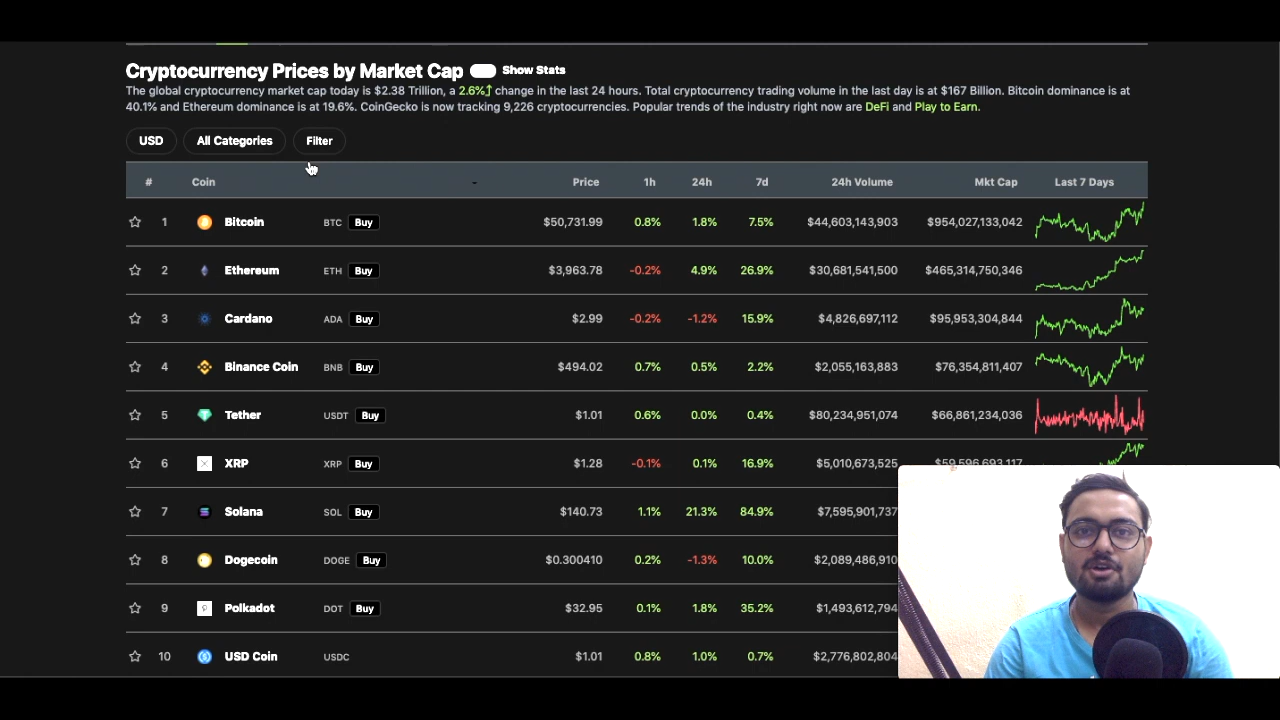 Cryptocurrency Prices by Market Cap Show Stats
The global cryptocurrency market cap today is $2.38 Trillion, a 2.6% change in the last 24 hours. Total cryptocurrency trading volume in the last day is at $167 Billion. Bitcoin dominance is at
40.1% and Ethereum dominance is at 19.6%. CoinGecko is now tracking 9,226 cryptocurrencies. Popular trends of the industry right now are DeFi and Play to Earn.
USD All Categories Filter
# Coin Price 1h 24h 7d 24h Volume Mkt Cap Last 7 Days
1 Bitcoin BTC Buy $50,731.99 0.8% 1.8% 7.5% $44,603,143,903 $954,027,133,042
2 Ethereum ETH Buy $3,963.78 -0.2% 4.9% 26.9% $30,681,541,500 $465,314,750,346
3 Cardano ADA Buy $2.99 -0.2% -1.2% 15.9% $4,826,697,112 $95,953,304,844
4 Binance Coin BNB Buy $494.02 0.7% 0.5% 2.2% $2,055,163,883 $76,354,811,407
5 Tether USDT Buy $1.01 0.6% 0.0% 0.4% $80,234,951,074 $66,861,234,036
6 XRP XRP Buy $1.28 -0.1% 0.1% 16.9% $5,010,673,525 $59,596,693,117
7 Solana SOL Buy $140.73 1.1% 21.3% 84.9% $7,595,901,737
8 Dogecoin DOGE Buy $0.300410 0.2% -1.3% 10.0% $2,089,486,910
9 Polkadot DOT Buy $32.95 0.1% 1.8% 35.2% $1,493,612,794
10 USD Coin USDC $1.01 0.8% 1.0% 0.7% $2,776,802,804